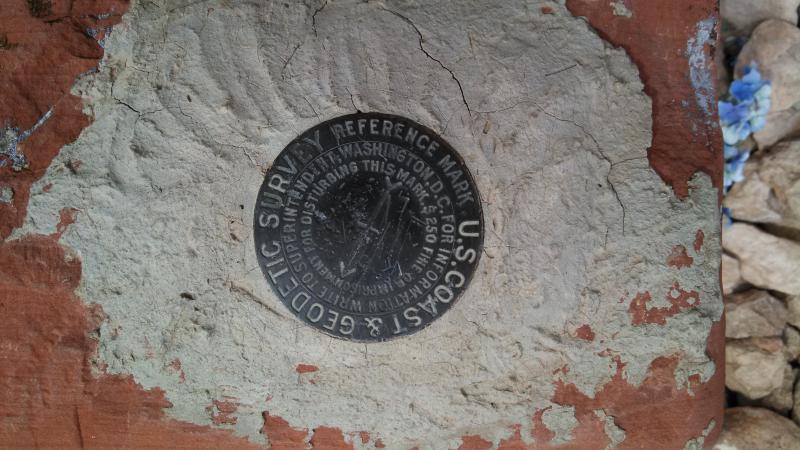 U.S. COAST & GEODETIC SURVEY REFERENCE MARK
FOR INFORMATION WRITE TO SUPERINTENDENT, WASHINGTON, D.C.
$250 FINE OR IMPRISONMENT FOR DISTURBING THIS MARK.